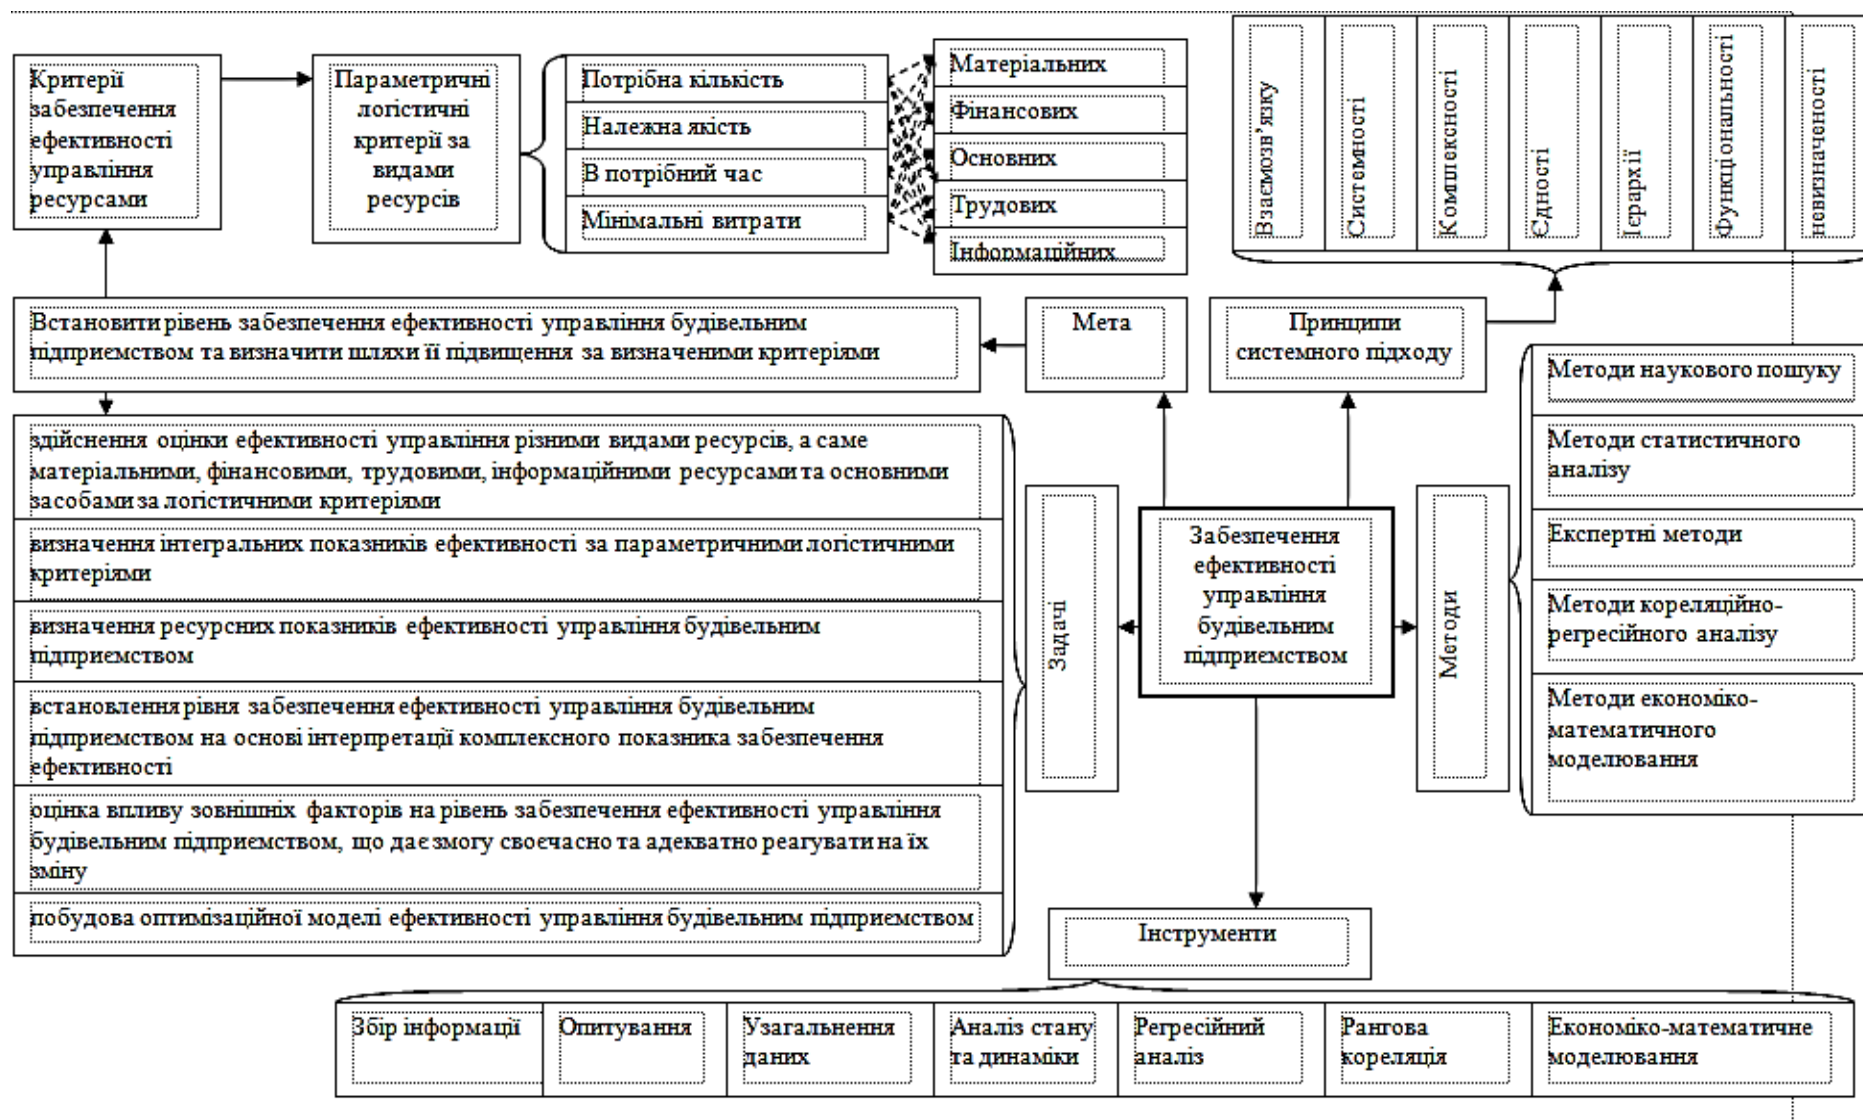 Критерії
забезпечення
ефективності
управління
ресурсами
Параметричні
логістичні
критерії за
видами
ресурсів
Потрібна кількість
Належна якість
В потрібний час
Мінімальні витрати
Матеріальних
Фінансових
Основних
Трудових
Інформаційних
Взаємозв’язку
Системності
Комплексності
Єдності
Ієрархії
Функціональності
невизначеності
Встановити рівень забезпечення ефективності управління будівельним
підприємством та визначити шляхи її підвищення за визначеними критеріями
Мета
Принципи
системного підходу
здійснення оцінки ефективності управління різними видами ресурсів, а саме
матеріальними, фінансовими, трудовими, інформаційними ресурсами та основними
засобами за логістичними критеріями
визначення інтегральних показників ефективності за параметричними логістичними
критеріями
визначення ресурсних показників ефективності управління будівельним
підприємством
встановлення рівня забезпечення ефективності управління будівельним
підприємством на основі інтерпретації комплексного показника забезпечення
ефективності
оцінка впливу зовнішніх факторів на рівень забезпечення ефективності управління
будівельним підприємством, що дає змогу своєчасно та адекватно реагувати на їх
зміну
побудова оптимізаційної моделі ефективності управління будівельним підприємством
Задачі
Забезпечення
ефективності
управління
будівельним
підприємством
Методи
Методи наукового пошуку
Методи статистичного
аналізу
Експертні методи
Методи кореляційно-
регресійного аналізу
Методи економіко-
математичного
моделювання
Інструменти
Збір інформації
Опитування
Узагальнення
даних
Аналіз стану
та динаміки
Регресійний
аналіз
Рангова
кореляція
Економіко-математичне
моделювання